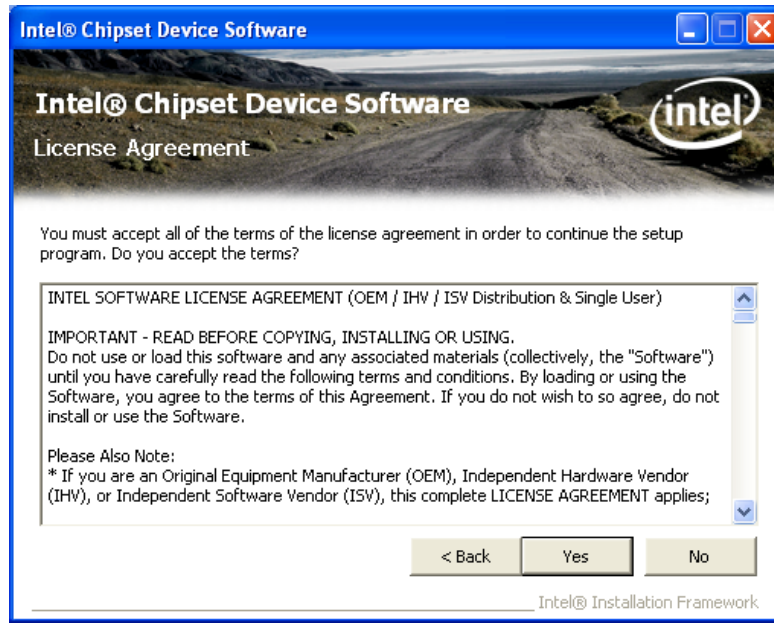 Intel® Chipset Device Software
Intel® Chipset Device Software
intel®
License Agreement
You must accept all of the terms of the license agreement in order to continue the setup
program. Do you accept the terms?
INTEL SOFTWARE LICENSE AGREEMENT (OEM / IHV / ISV Distribution & Single User)
IMPORTANT - READ BEFORE COPYING, INSTALLING OR USING.
Do not use or load this software and any associated materials (collectively, the "Software")
until you have carefully read the following terms and conditions. By loading or using the
Software, you agree to the terms of this Agreement. If you do not wish to so agree, do not
install or use the Software.
Please Also Note:
* If you are an Original Equipment Manufacturer (OEM), Independent Hardware Vendor
(IHV), or Independent Software Vendor (ISV), this complete LICENSE AGREEMENT applies;
< Back Yes No
Intel® Installation Framework